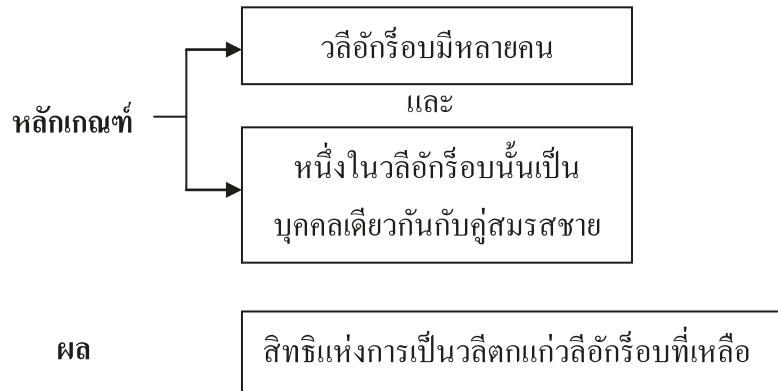 วลีอักร็อบมีหลายคน
และ
หลักเกณฑ์
หนึ่งในวลีอักร็อบนั้นเป็น
บุคคลเดียวกันกับคู่สมรสชาย
ผล
สิทธิแห่งการเป็นวลีตกแก่วลีอักร็อบที่เหลือ